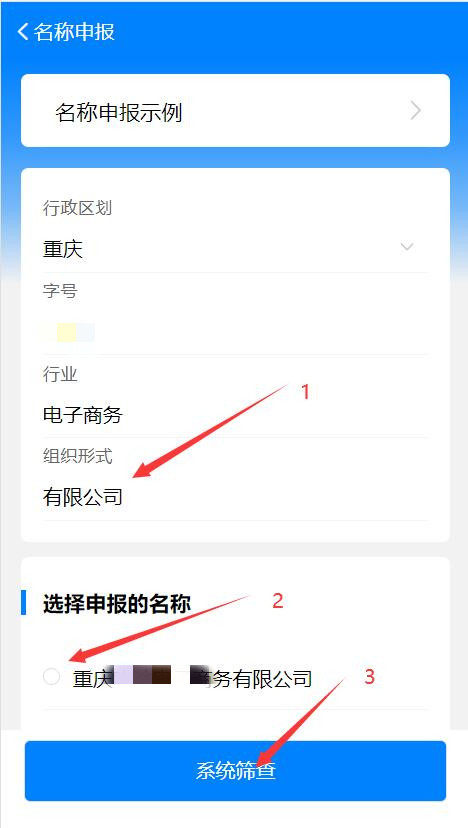 名称申报
名称申报示例
行政区划
重庆
字号
行业
1
电子商务
组织形式
有限公司
选择申报的名称
2
重庆 商务有限公司
3
系统筛查